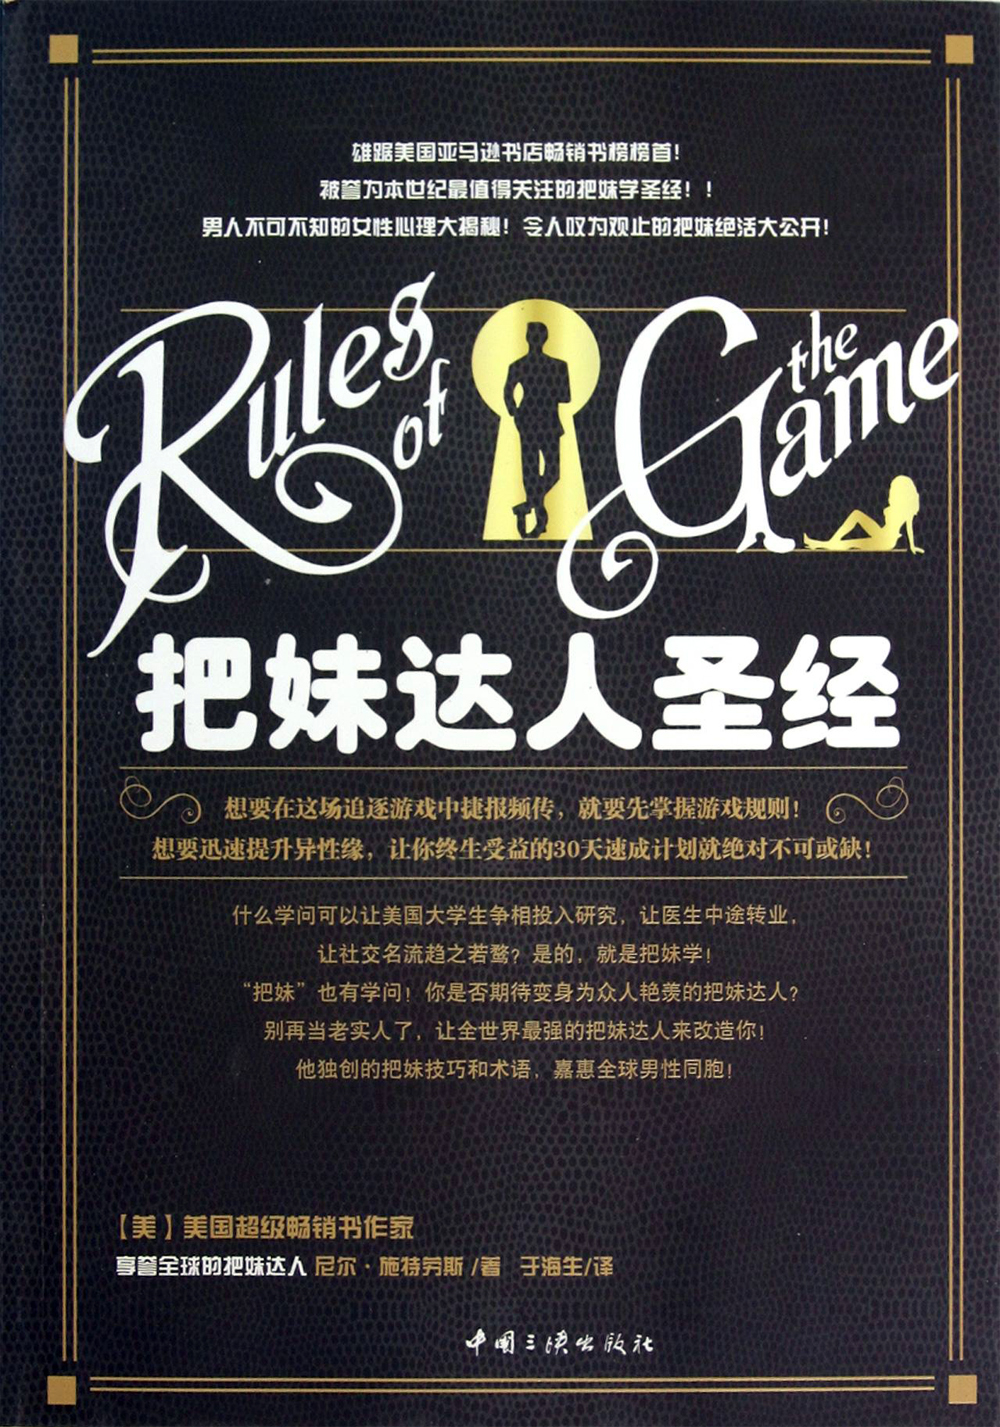 雄踞美国亚马逊书店畅销书榜榜首！
被誉为本世纪最值得关注的把妹学圣经！！
男人不可不知的女性心理大揭秘！令人叹为观止的把妹绝活大公开！
Rules of the Game
把妹达人圣经
想要在这场追逐游戏中捷报频传，就要先掌握游戏规则！
想要迅速提升异性缘，让你终生受益的30天速成计划就绝对不可或缺！
什么学问可以让美国大学生争相投入研究，让医生中途转业，
让社交名流趋之若鹜？是的，就是把妹学！
“把妹”也有学问！你是否期待变身为众人艳羡的把妹达人？
别再当老实人了，让全世界最强的把妹达人来改造你！
他独创的把妹技巧和术语，嘉惠全球男性同胞！
【美】美国超级畅销书作家
享誉全球的把妹达人 尼尔·施特劳斯/著 于海生/译
中国三峡出版社